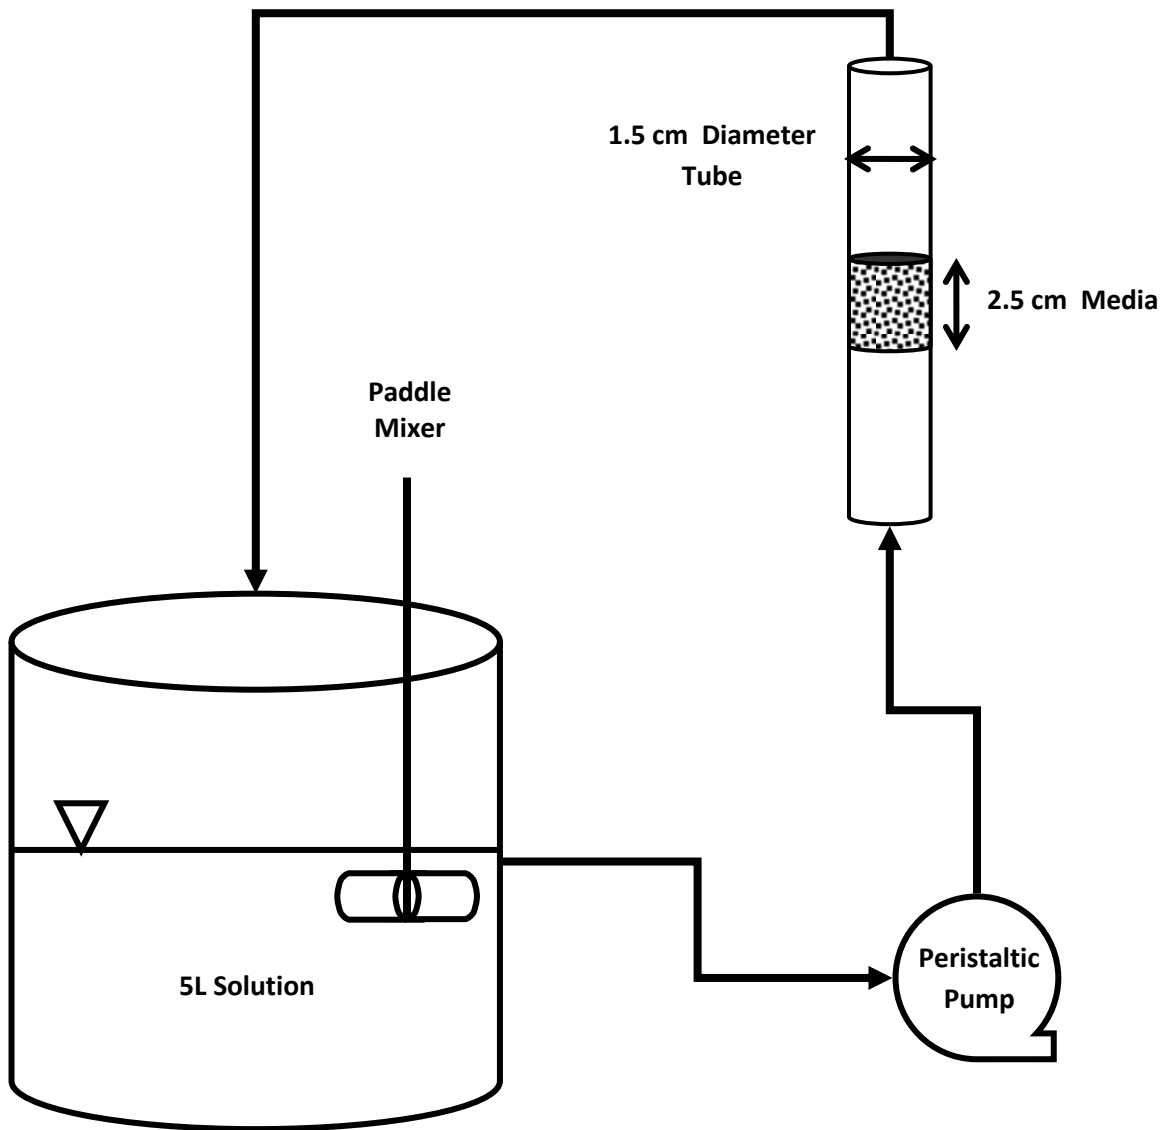 1.5 cm  Diameter
Tube
2.5 cm  Media
Paddle
Mixer
Peristaltic
Pump
5L Solution